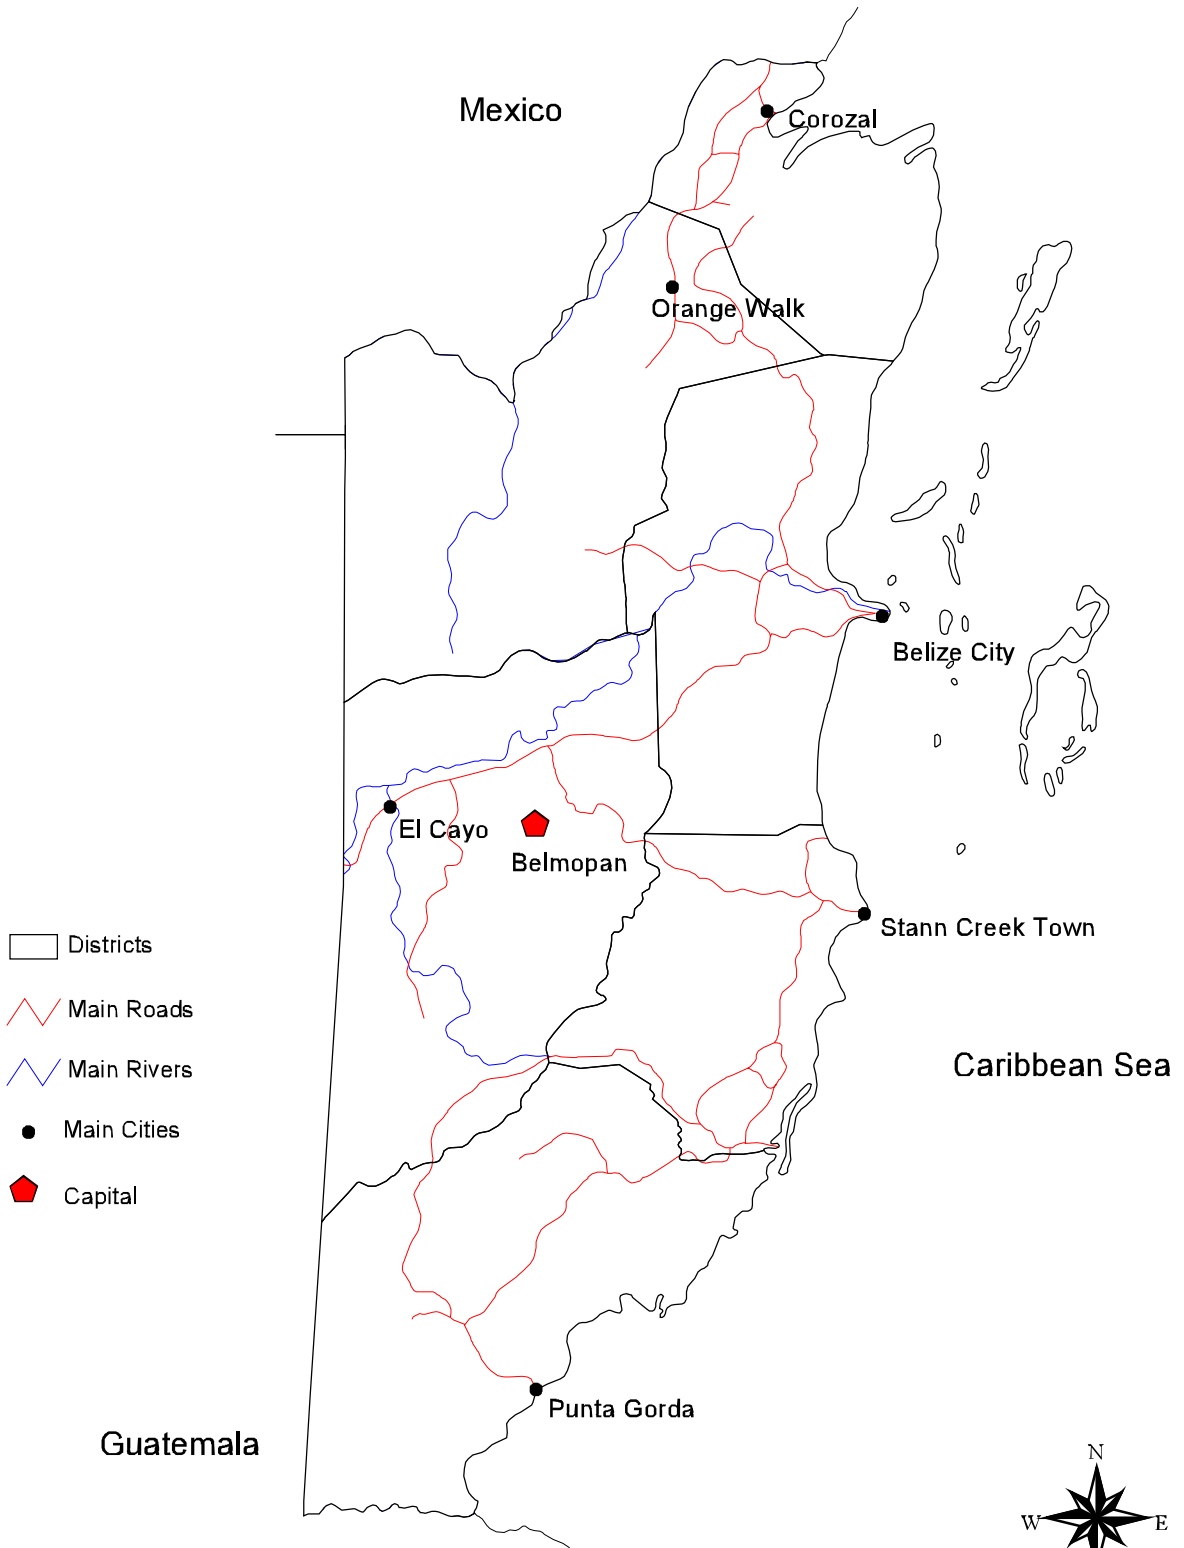 Mexico
Corozal
Orange Walk
Belize City
El Cayo
Belmopan
Stann Creek Town
Districts
Main Roads
Main Rivers
Caribbean Sea
Main Cities
Capital
Punta Gorda
Guatemala
N
W
E